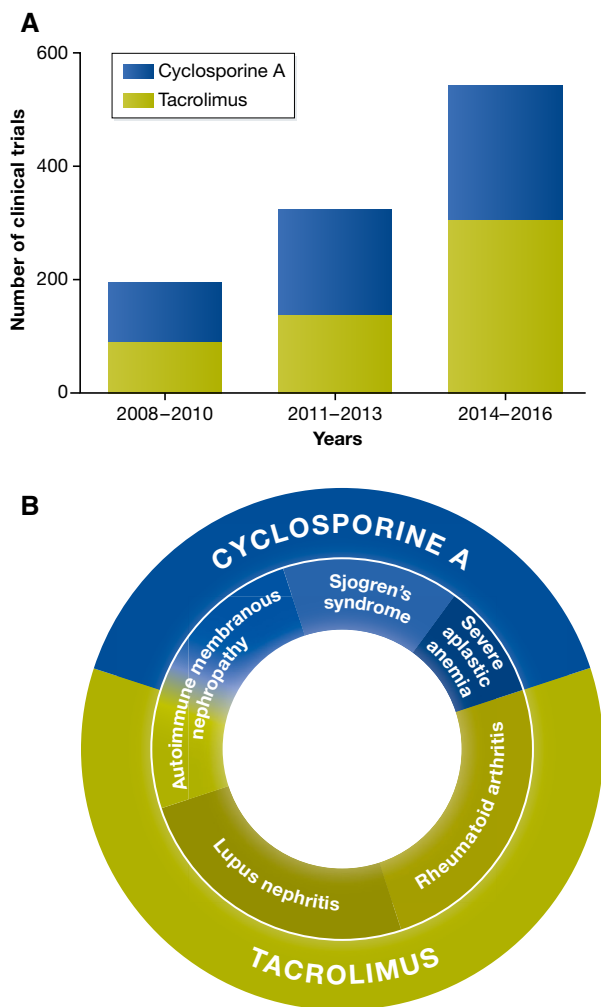 A
600
Cyclosporine A
Tacrolimus
400
200
0
Number of clinical trials
2008–2010
2011–2013
2014–2016
Years
B
CYCLOSPORINE A
Sjogren's
syndrome
Severe
aplastic
anemia
Autoimmune membranous
nephropathy
Rheumatoid arthritis
Lupus nephritis
TACROLIMUS